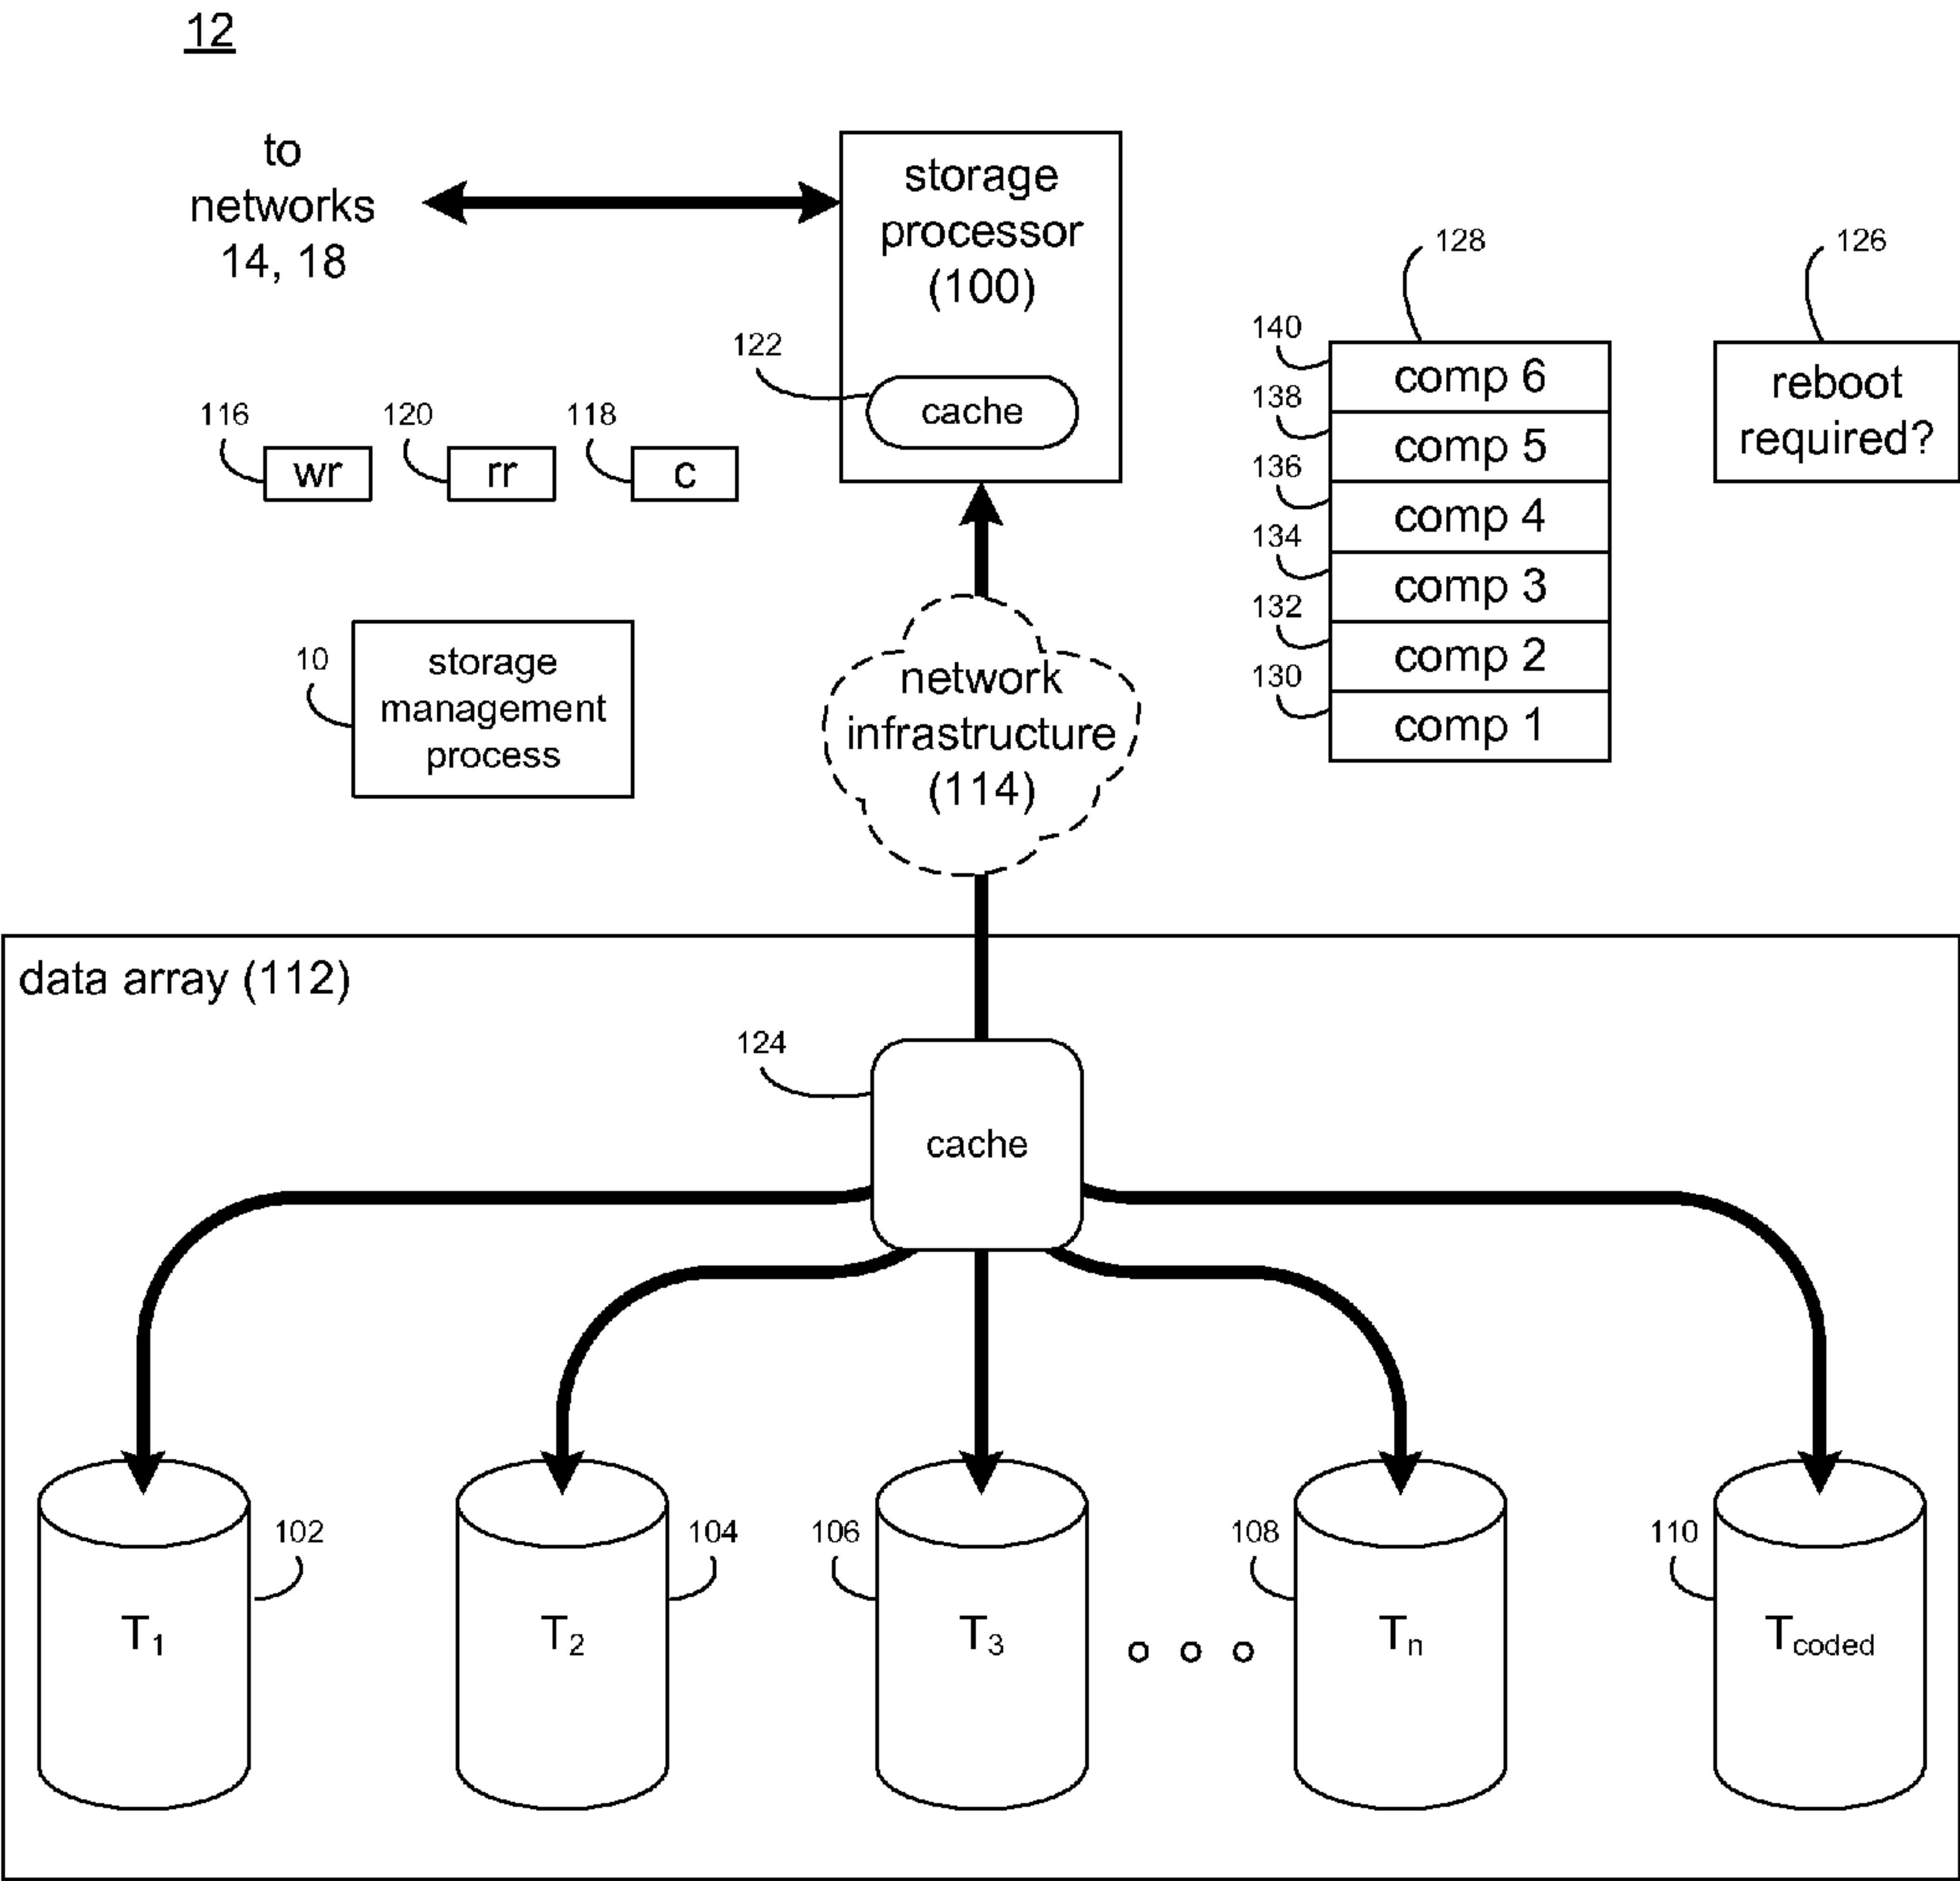 12
to
networks
14, 18
storage
processor
(100)
122
cache
116
wr
120
rr
118
c
128
126
140
comp 6
138
comp 5
136
comp 4
134
comp 3
132
comp 2
130
comp 1
reboot
required?
10
storage
management
process
network
infrastructure
(114)
data array (112)
124
cache
102
104
106
108
110
T1
T2
T3
Tn
Tcoded